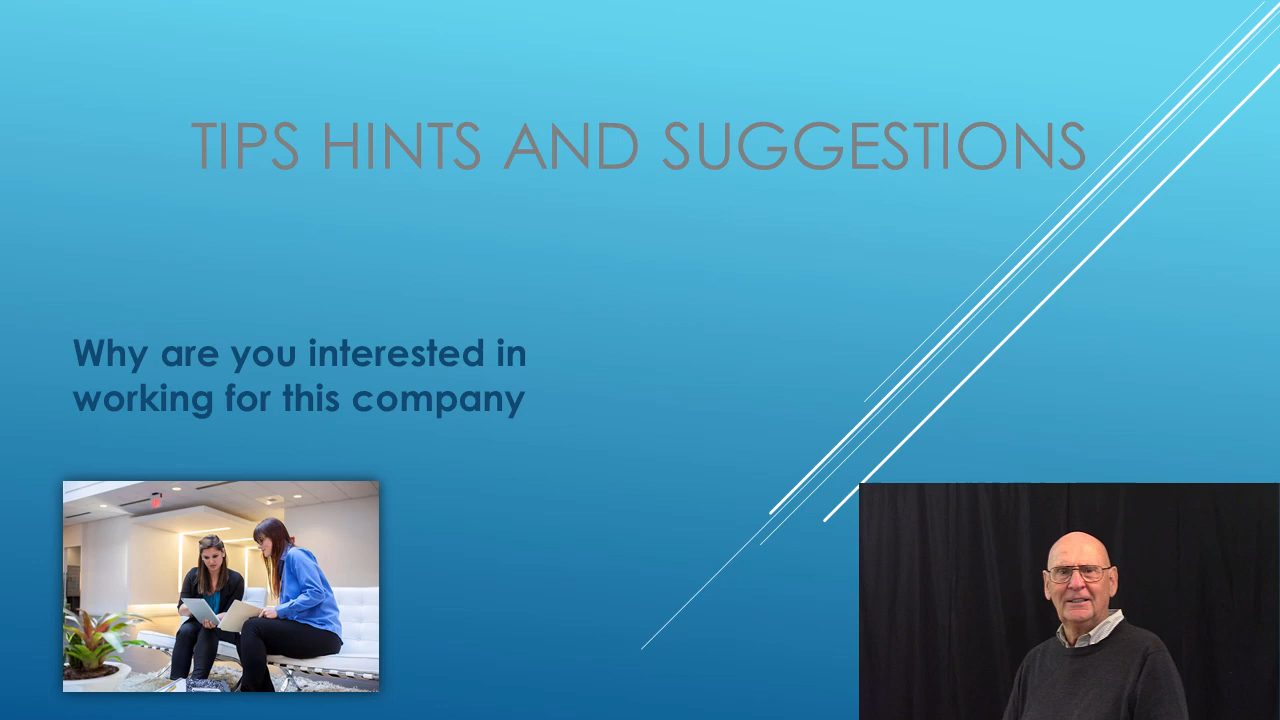 TIPS HINTS AND SUGGESTIONS
Why are you interested in
working for this company